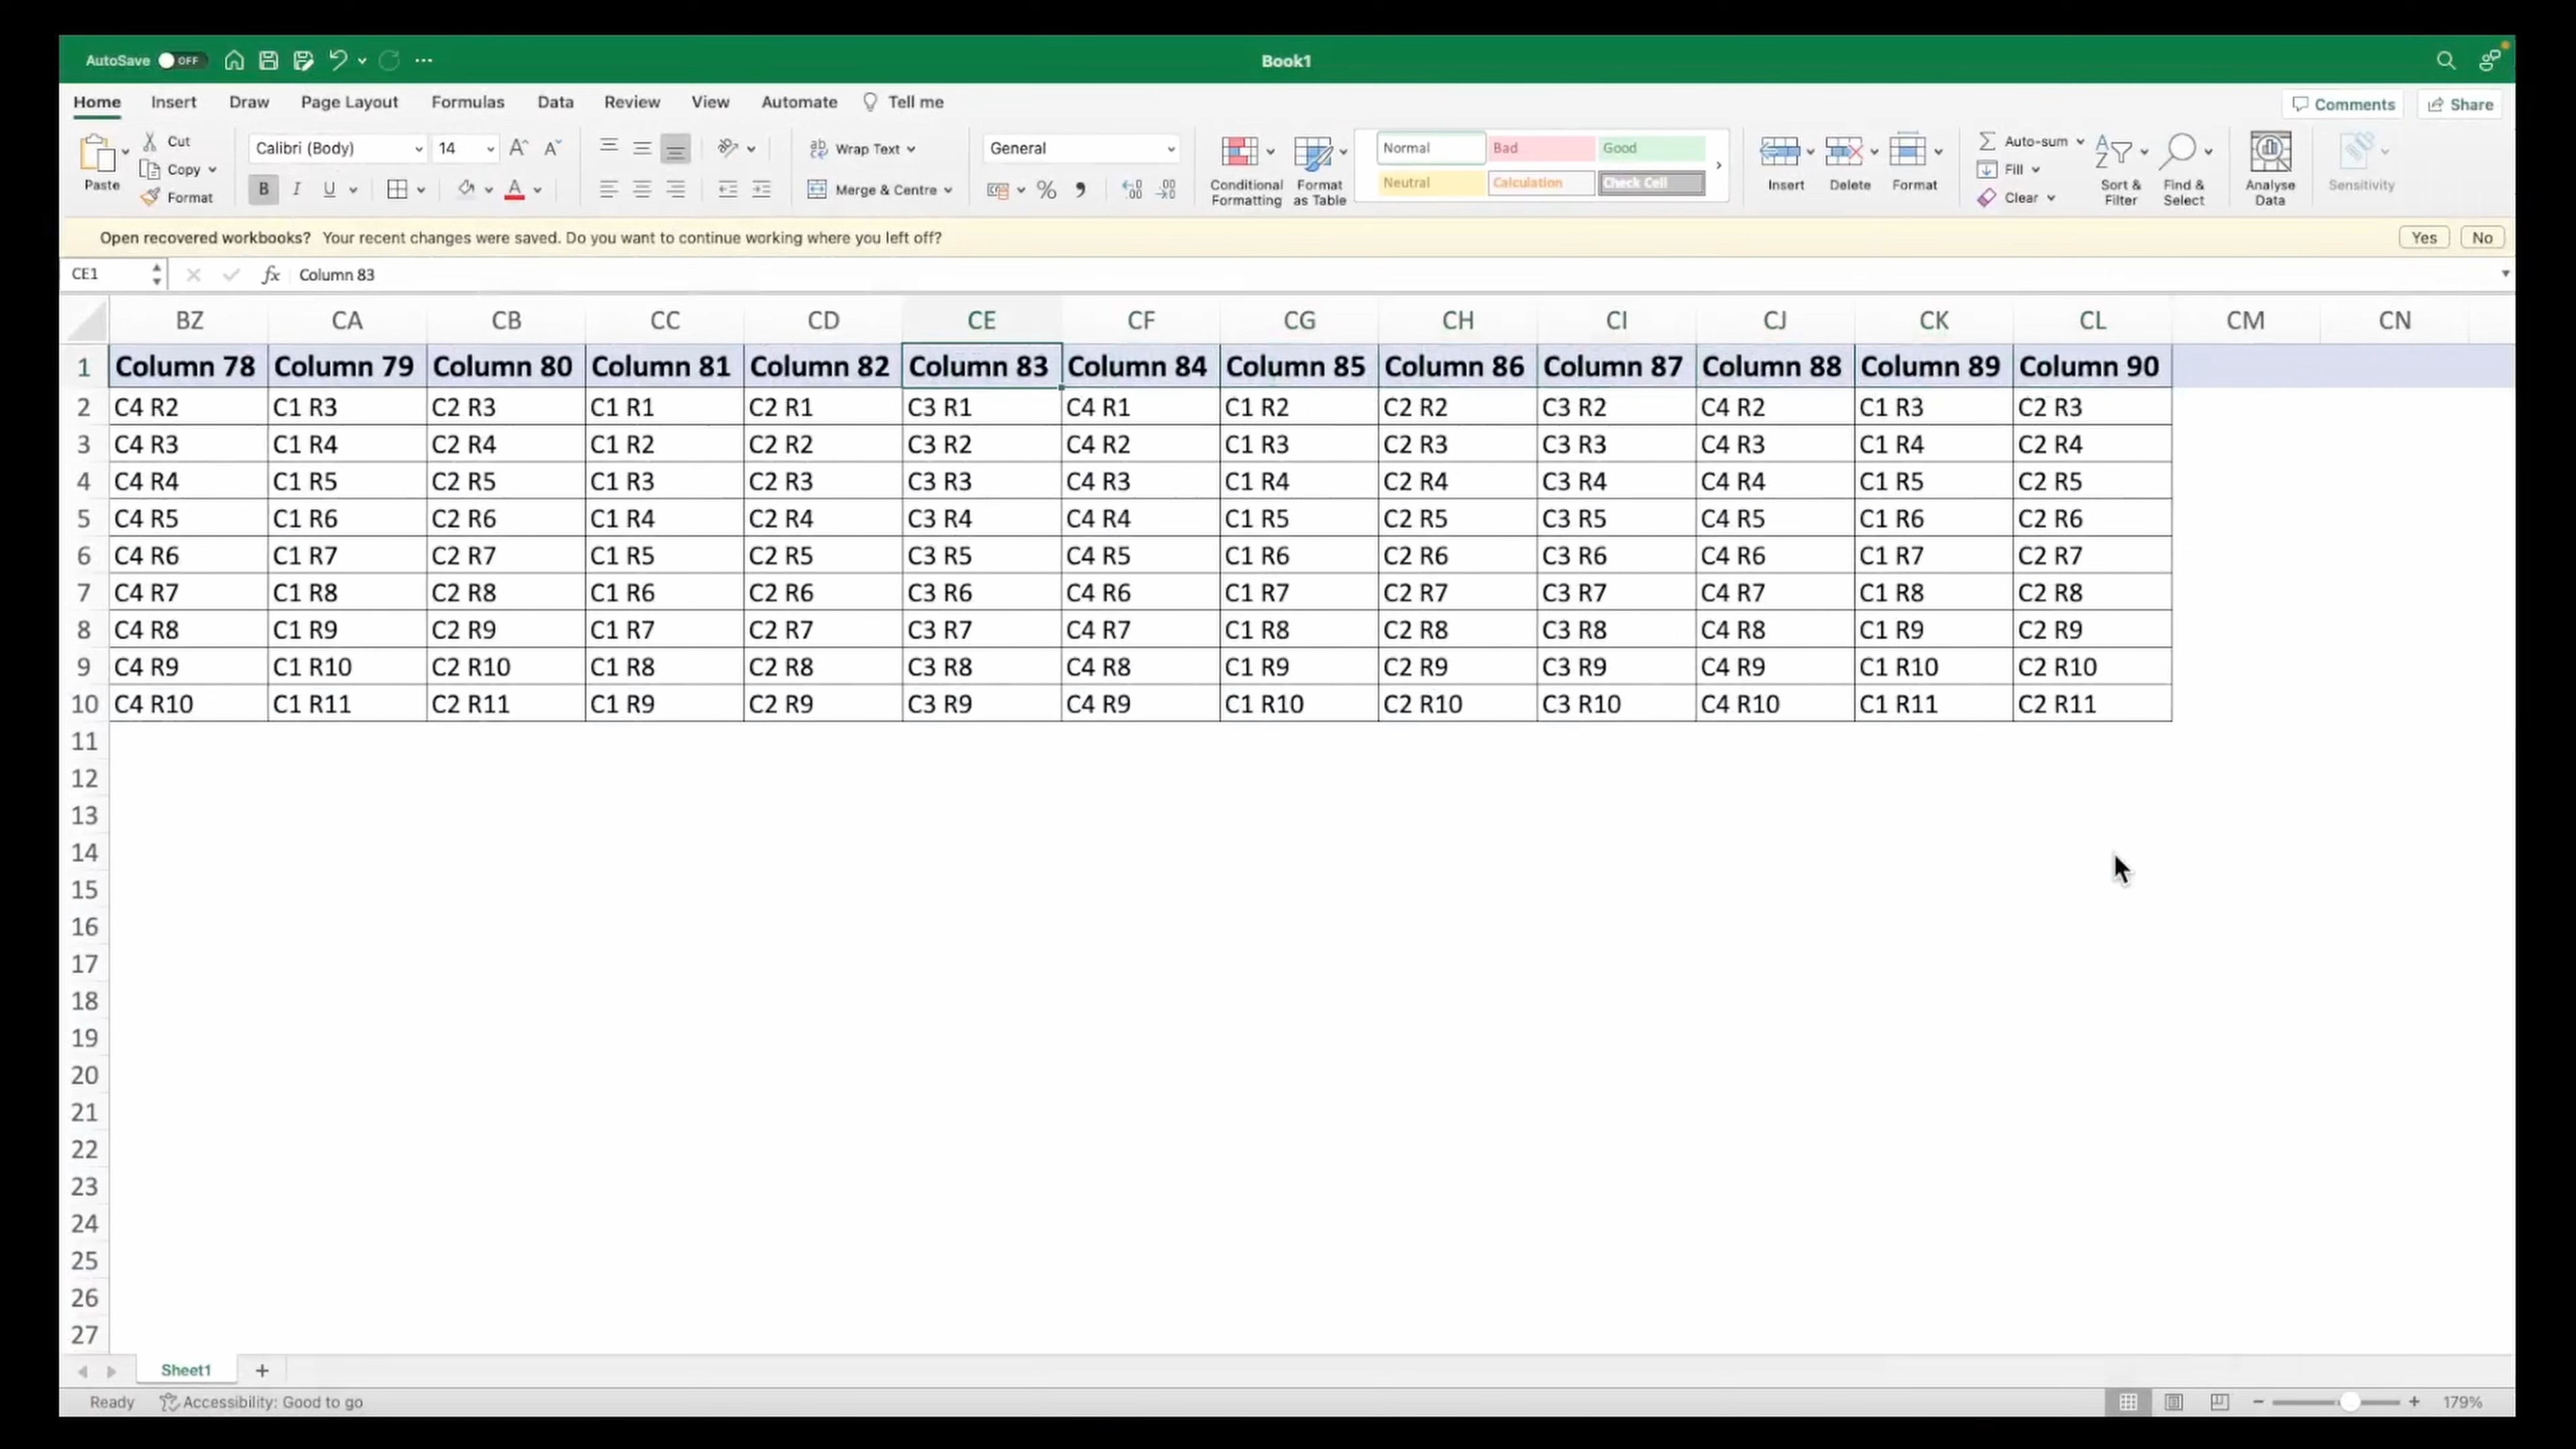 AutoSave OFF Book1
Home Insert Draw Page Layout Formulas Data Review View Automate Tell me Comments Share
Paste Cut Copy Format
Calibri (Body) 14 A^ A˅
B I U A
ab Wrap Text
Merge & Centre
General
% 9 .0 .00 .00 .0
Conditional Formatting
Format as Table
Normal Bad Good
Neutral Calculation Check Cell
Insert Delete Format
Auto-sum
Fill
Clear
Sort & Filter
Find & Select
Analyse Data
Sensitivity
Open recovered workbooks? Your recent changes were saved. Do you want to continue working where you left off? Yes No
CE1 fx Column 83
BZ CA CB CC CD CE CF CG CH CI CJ CK CL CM CN
1 Column 78 Column 79 Column 80 Column 81 Column 82 Column 83 Column 84 Column 85 Column 86 Column 87 Column 88 Column 89 Column 90
2 C4 R2 C1 R3 C2 R3 C1 R1 C2 R1 C3 R1 C4 R1 C1 R2 C2 R2 C3 R2 C4 R2 C1 R3 C2 R3
3 C4 R3 C1 R4 C2 R4 C1 R2 C2 R2 C3 R2 C4 R2 C1 R3 C2 R3 C3 R3 C4 R3 C1 R4 C2 R4
4 C4 R4 C1 R5 C2 R5 C1 R3 C2 R3 C3 R3 C4 R3 C1 R4 C2 R4 C3 R4 C4 R4 C1 R5 C2 R5
5 C4 R5 C1 R6 C2 R6 C1 R4 C2 R4 C3 R4 C4 R4 C1 R5 C2 R5 C3 R5 C4 R5 C1 R6 C2 R6
6 C4 R6 C1 R7 C2 R7 C1 R5 C2 R5 C3 R5 C4 R5 C1 R6 C2 R6 C3 R6 C4 R6 C1 R7 C2 R7
7 C4 R7 C1 R8 C2 R8 C1 R6 C2 R6 C3 R6 C4 R6 C1 R7 C2 R7 C3 R7 C4 R7 C1 R8 C2 R8
8 C4 R8 C1 R9 C2 R9 C1 R7 C2 R7 C3 R7 C4 R7 C1 R8 C2 R8 C3 R8 C4 R8 C1 R9 C2 R9
9 C4 R9 C1 R10 C2 R10 C1 R8 C2 R8 C3 R8 C4 R8 C1 R9 C2 R9 C3 R9 C4 R9 C1 R10 C2 R10
10 C4 R10 C1 R11 C2 R11 C1 R9 C2 R9 C3 R9 C4 R9 C1 R10 C2 R10 C3 R10 C4 R10 C1 R11 C2 R11
11
12
13
14
15
16
17
18
19
20
21
22
23
24
25
26
27
Sheet1 +
Ready Accessibility: Good to go 179%